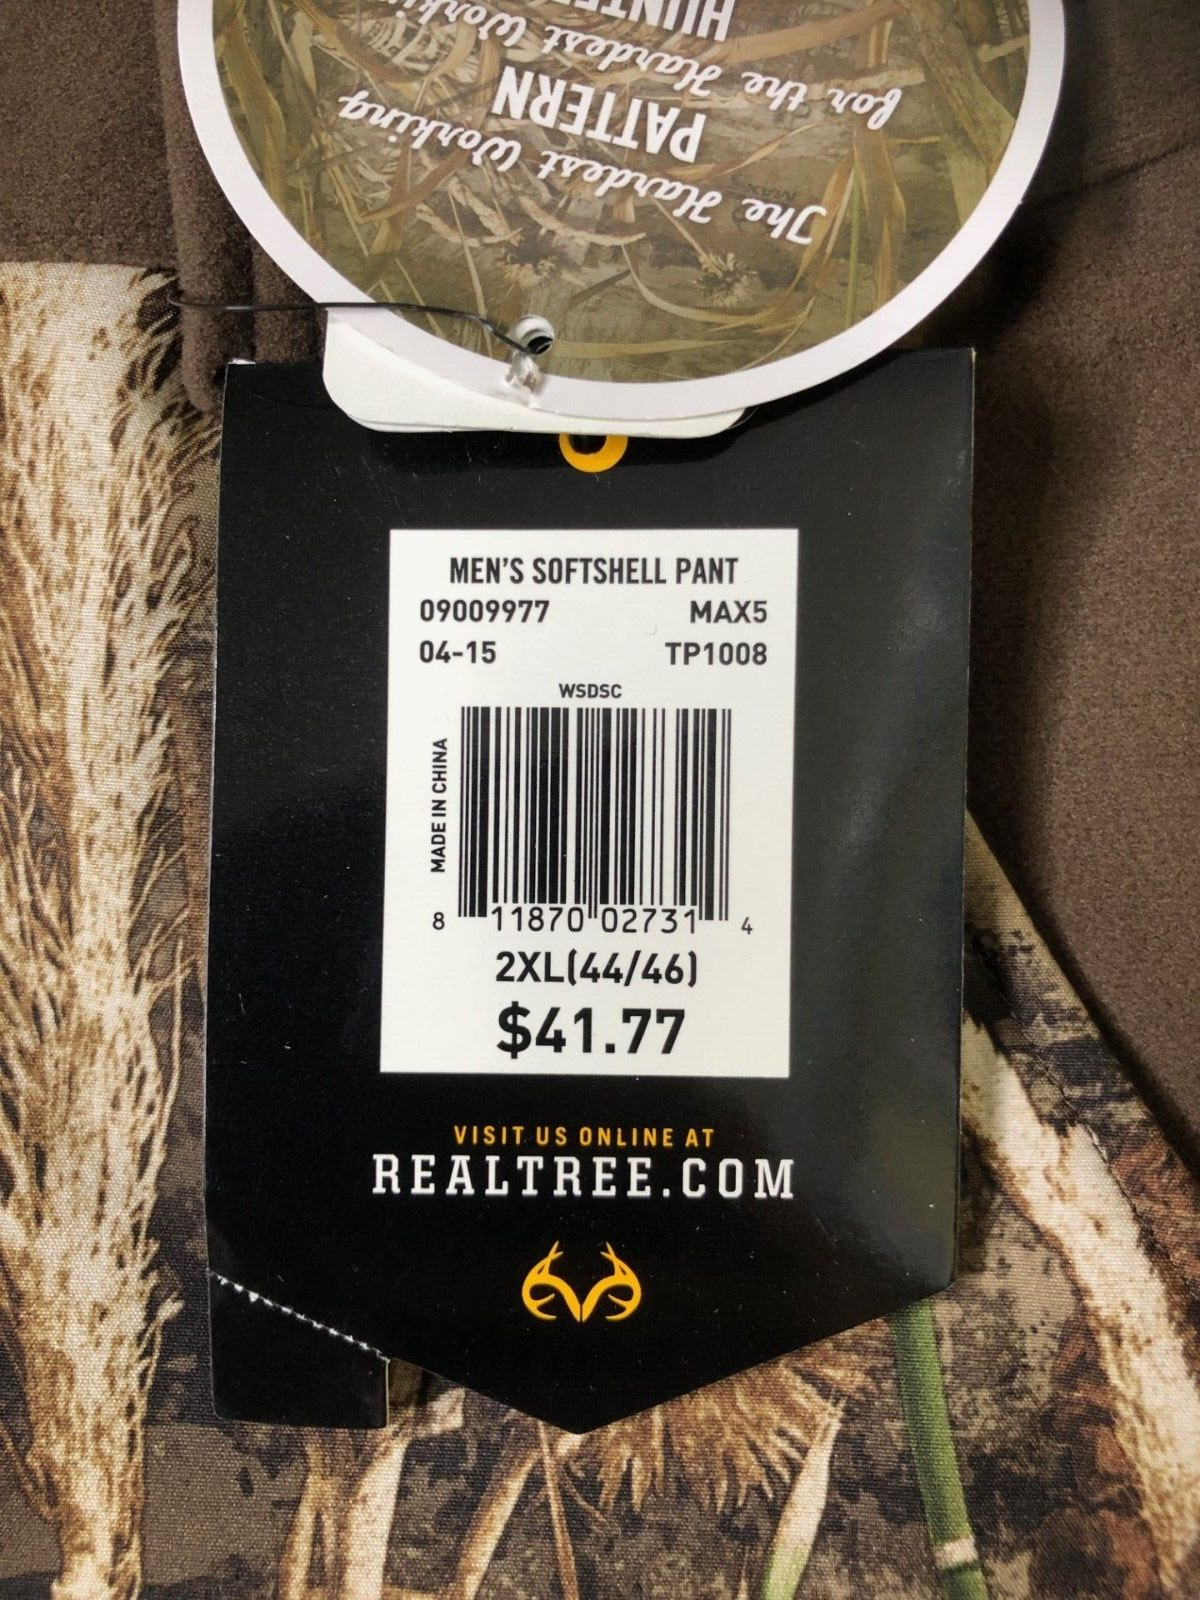 The Hardest Working
PATTERN
for the Hardest Working
MEN'S SOFTSHELL PANT
09009977 MAX5
04-15 TP1008
WSDSC
MADE IN CHINA
8 11870 02731 4
2XL(44/46)
$41.77
VISIT US ONLINE AT
REALTREE.COM